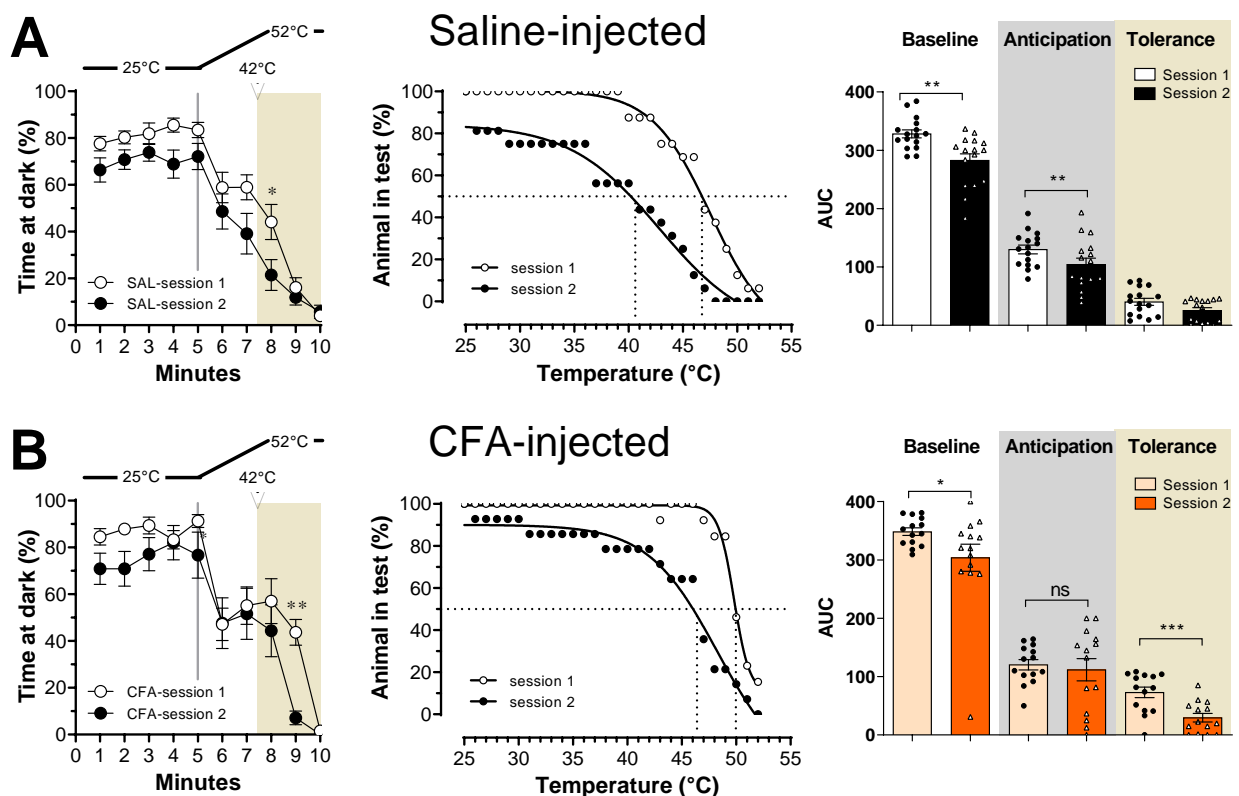 A
Saline-injected
52°C
25°C
42°C
Time at dark (%)
100
80
60
40
20
0
*
SAL-session 1
SAL-session 2
0 1 2 3 4 5 6 7 8 9 10
Minutes
Animal in test (%)
100
80
60
40
20
0
session 1
session 2
25 30 35 40 45 50 55
Temperature (°C)
Baseline Anticipation Tolerance
Session 1
Session 2
AUC
400
300
200
100
0
**
**
B
CFA-injected
52°C
25°C
42°C
Time at dark (%)
100
80
60
40
20
0
*
**
CFA-session 1
CFA-session 2
0 1 2 3 4 5 6 7 8 9 10
Minutes
Animal in test (%)
100
80
60
40
20
0
session 1
session 2
25 30 35 40 45 50 55
Temperature (°C)
Baseline Anticipation Tolerance
Session 1
Session 2
AUC
400
300
200
100
0
*
ns
***